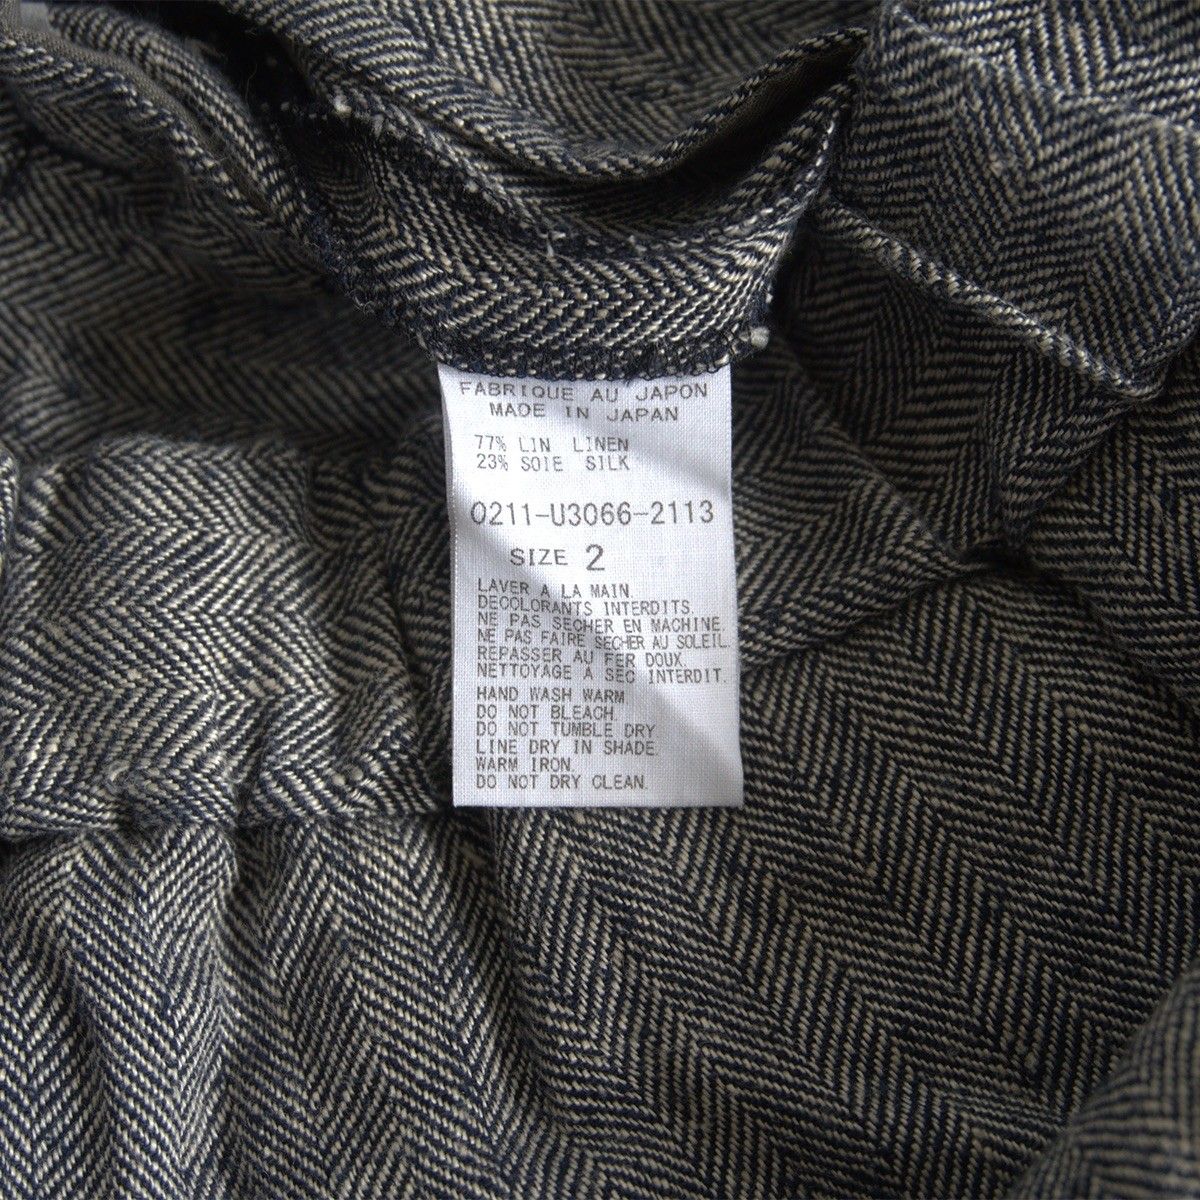 FABRIQUE AU JAPON
MADE IN JAPAN
77% LIN LINEN
23% SOIE SILK
0211-U3066-2113
SIZE 2
LAVER A LA MAIN.
DECOLORANTS INTERDITS.
NE PAS SECHER EN MACHINE.
NE PAS FAIRE SECHER AU SOLEIL.
REPASSER AU FER DOUX.
NETTOYAGE A SEC INTERDIT.
HAND WASH WARM
DO NOT BLEACH.
DO NOT TUMBLE DRY.
LINE DRY IN SHADE.
WARM IRON.
DO NOT DRY CLEAN.